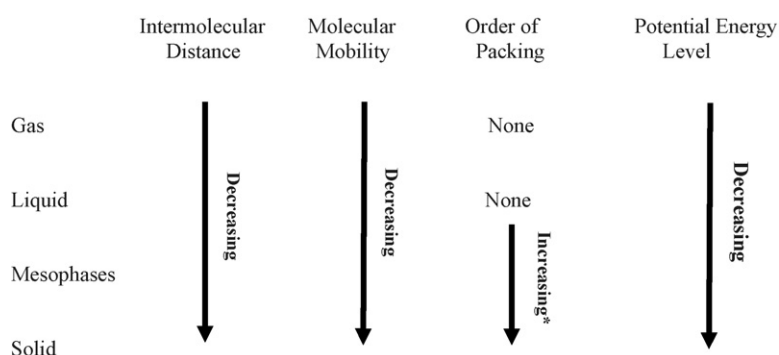 Intermolecular Distance
Molecular Mobility
Order of Packing
Potential Energy Level
Gas
None
Liquid
None
Mesophases
Solid
Decreasing
Decreasing
Increasing*
Decreasing